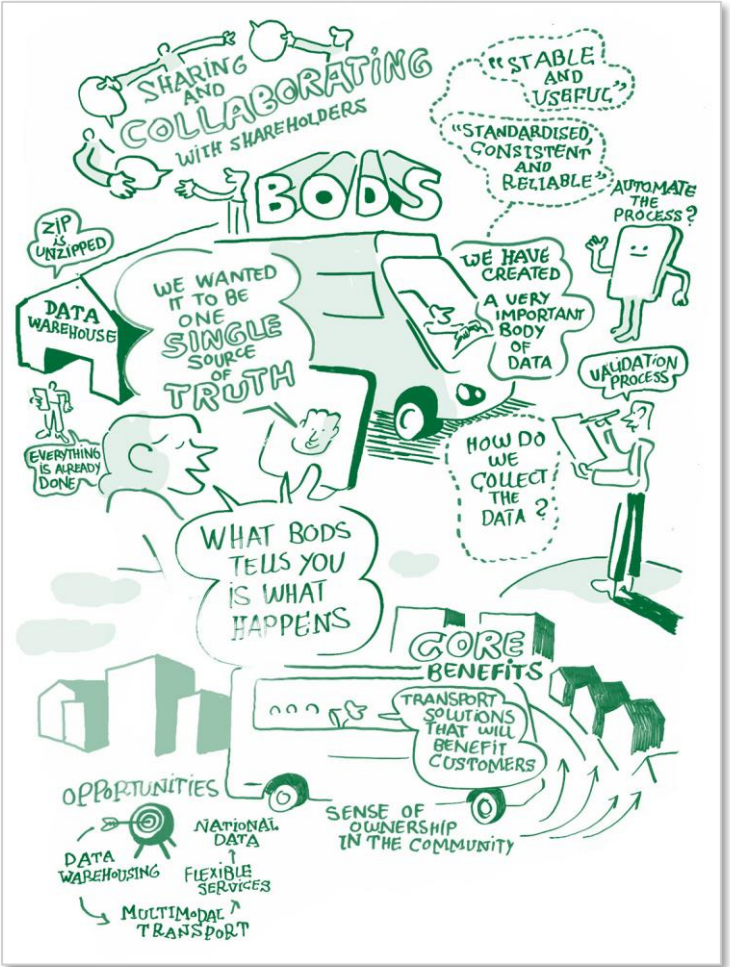 SHARING
AND
COLLABORATING
WITH SHAREHOLDERS
"STABLE
AND
USEFUL"
"STANDARDISED,
CONSISTENT
AND
RELIABLE"
AUTOMATE
THE
PROCESS?
BODS
ZIP
IS
UNZIPPED
DATA
WAREHOUSE
WE WANTED
IT TO BE
ONE
SINGLE
SOURCE
OF
TRUTH
WE HAVE
CREATED
A VERY
IMPORTANT
BODY
OF
DATA
VALIDATION
PROCESS
EVERYTHING
IS ALREADY
DONE
HOW DO
WE
COLLECT
THE
DATA ?
WHAT BODS
TELLS YOU
IS WHAT
HAPPENS
CORE
BENEFITS
TRANSPORT
SOLUTIONS
THAT WILL
BENEFIT
CUSTOMERS
SENSE OF
OWNERSHIP
IN THE COMMUNITY
OPPORTUNITIES
DATA
WAREHOUSING
MULTIMODAL
TRANSPORT
FLEXIBLE
SERVICES
NATIONAL
DATA